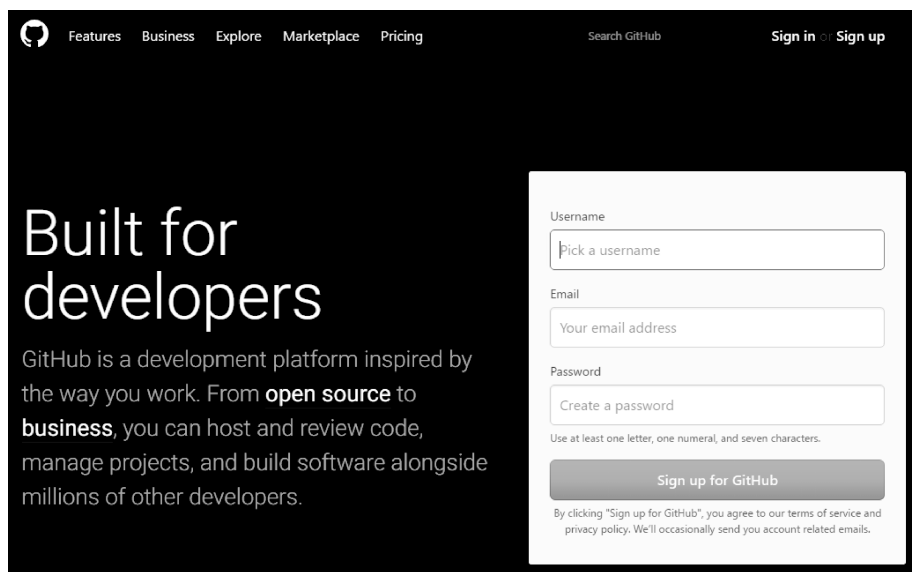 Features Business Explore Marketplace Pricing Search GitHub Sign in or Sign up
Built for
developers
GitHub is a development platform inspired by
the way you work. From open source to
business, you can host and review code,
manage projects, and build software alongside
millions of other developers.
Username
Pick a username
Email
Your email address
Password
Create a password
Use at least one letter, one numeral, and seven characters.
Sign up for GitHub
By clicking "Sign up for GitHub", you agree to our terms of service and
privacy policy. We'll occasionally send you account related emails.